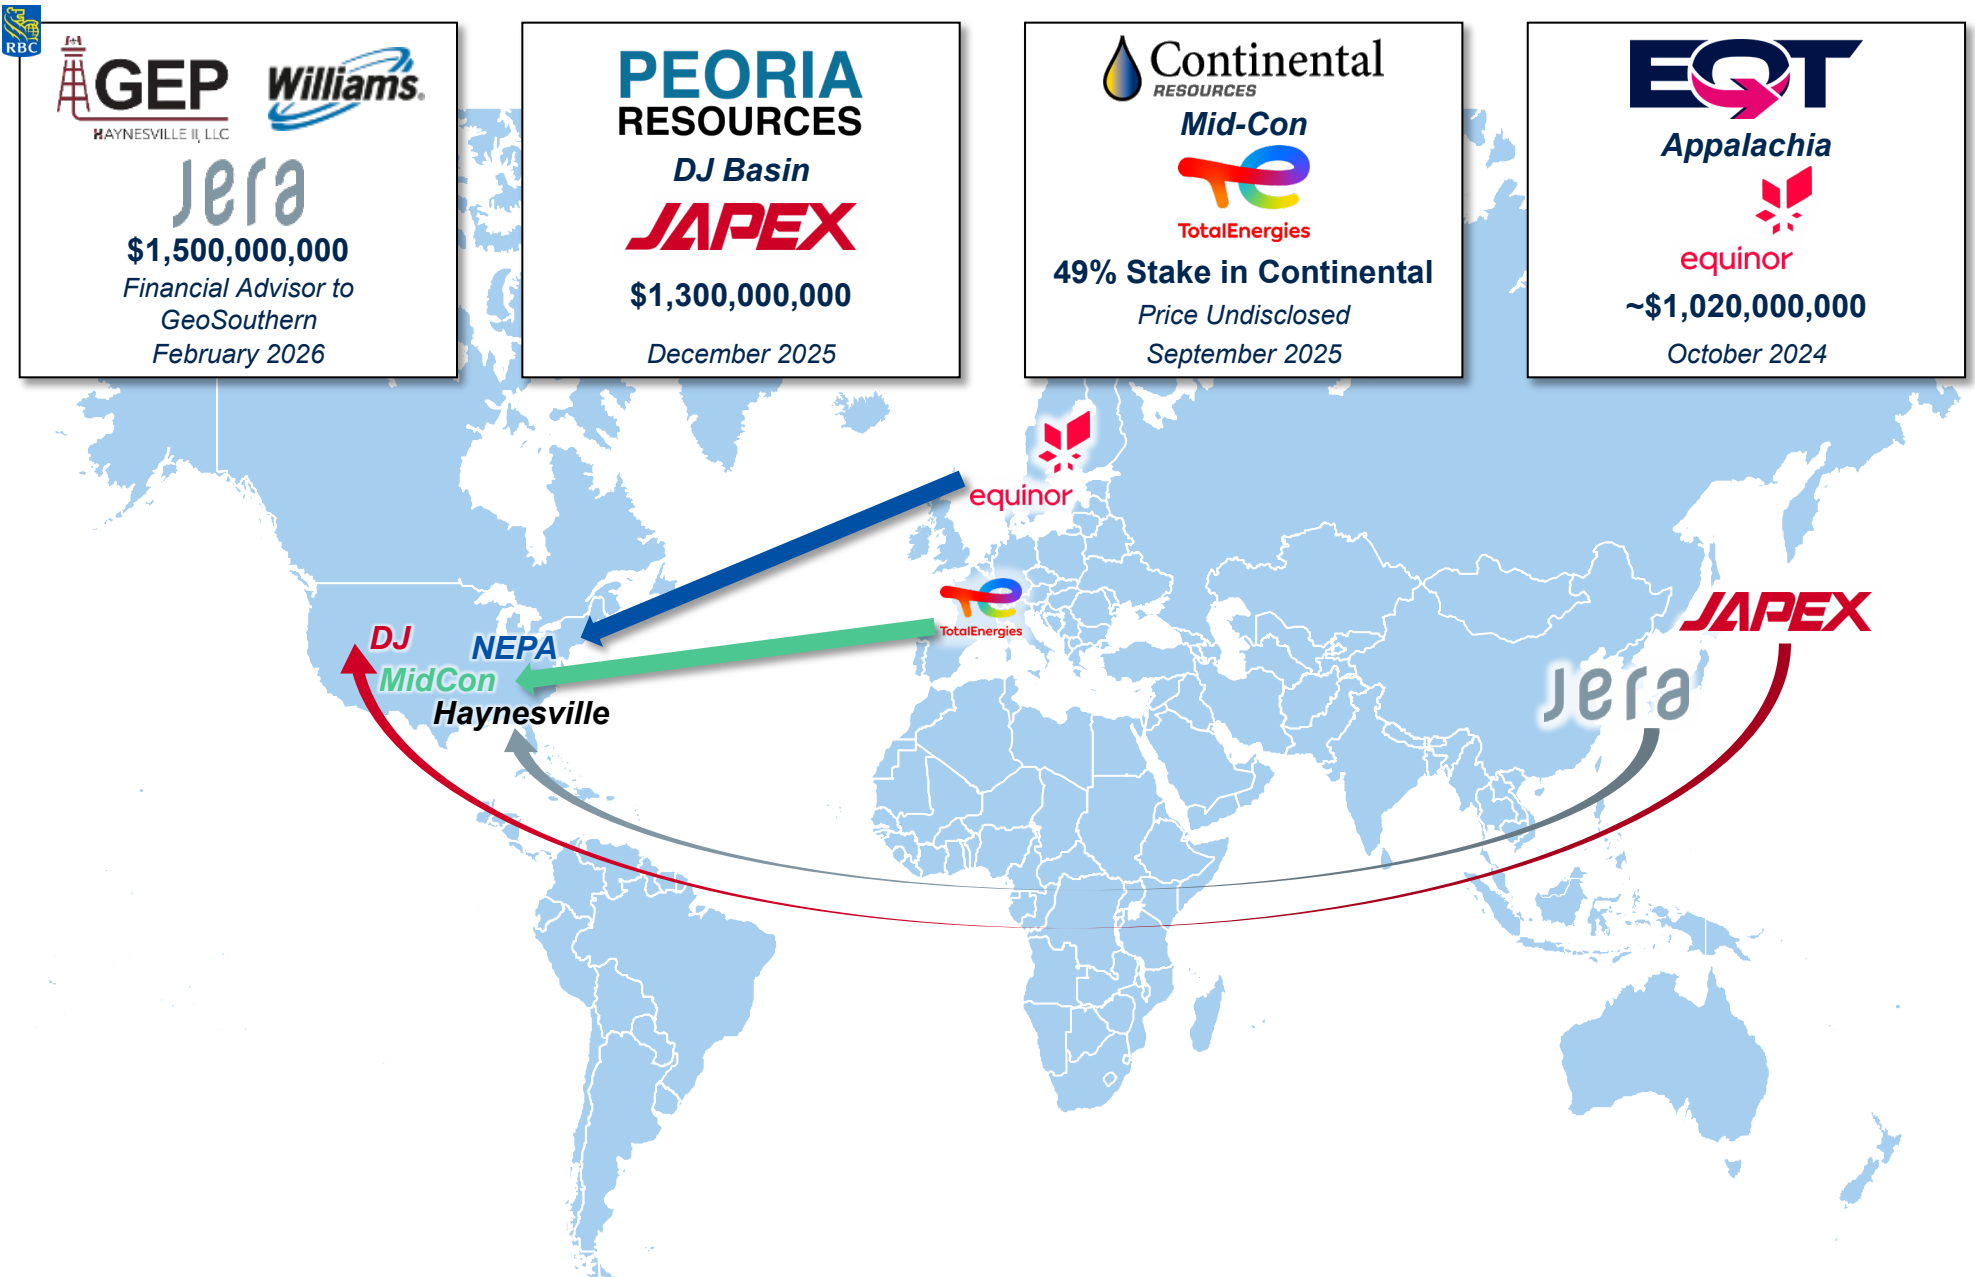 RBC
GEP
HAYNESVILLE II, LLC
Williams.
Jera
$1,500,000,000
Financial Advisor to
GeoSouthern
February 2026
PEORIA
RESOURCES
DJ Basin
JAPEX
$1,300,000,000
December 2025
Continental
RESOURCES
Mid-Con
TotalEnergies
49% Stake in Continental
Price Undisclosed
September 2025
EQT
Appalachia
equinor
~$1,020,000,000
October 2024
equinor
TotalEnergies
JAPEX
Jera
DJ
NEPA
MidCon
Haynesville